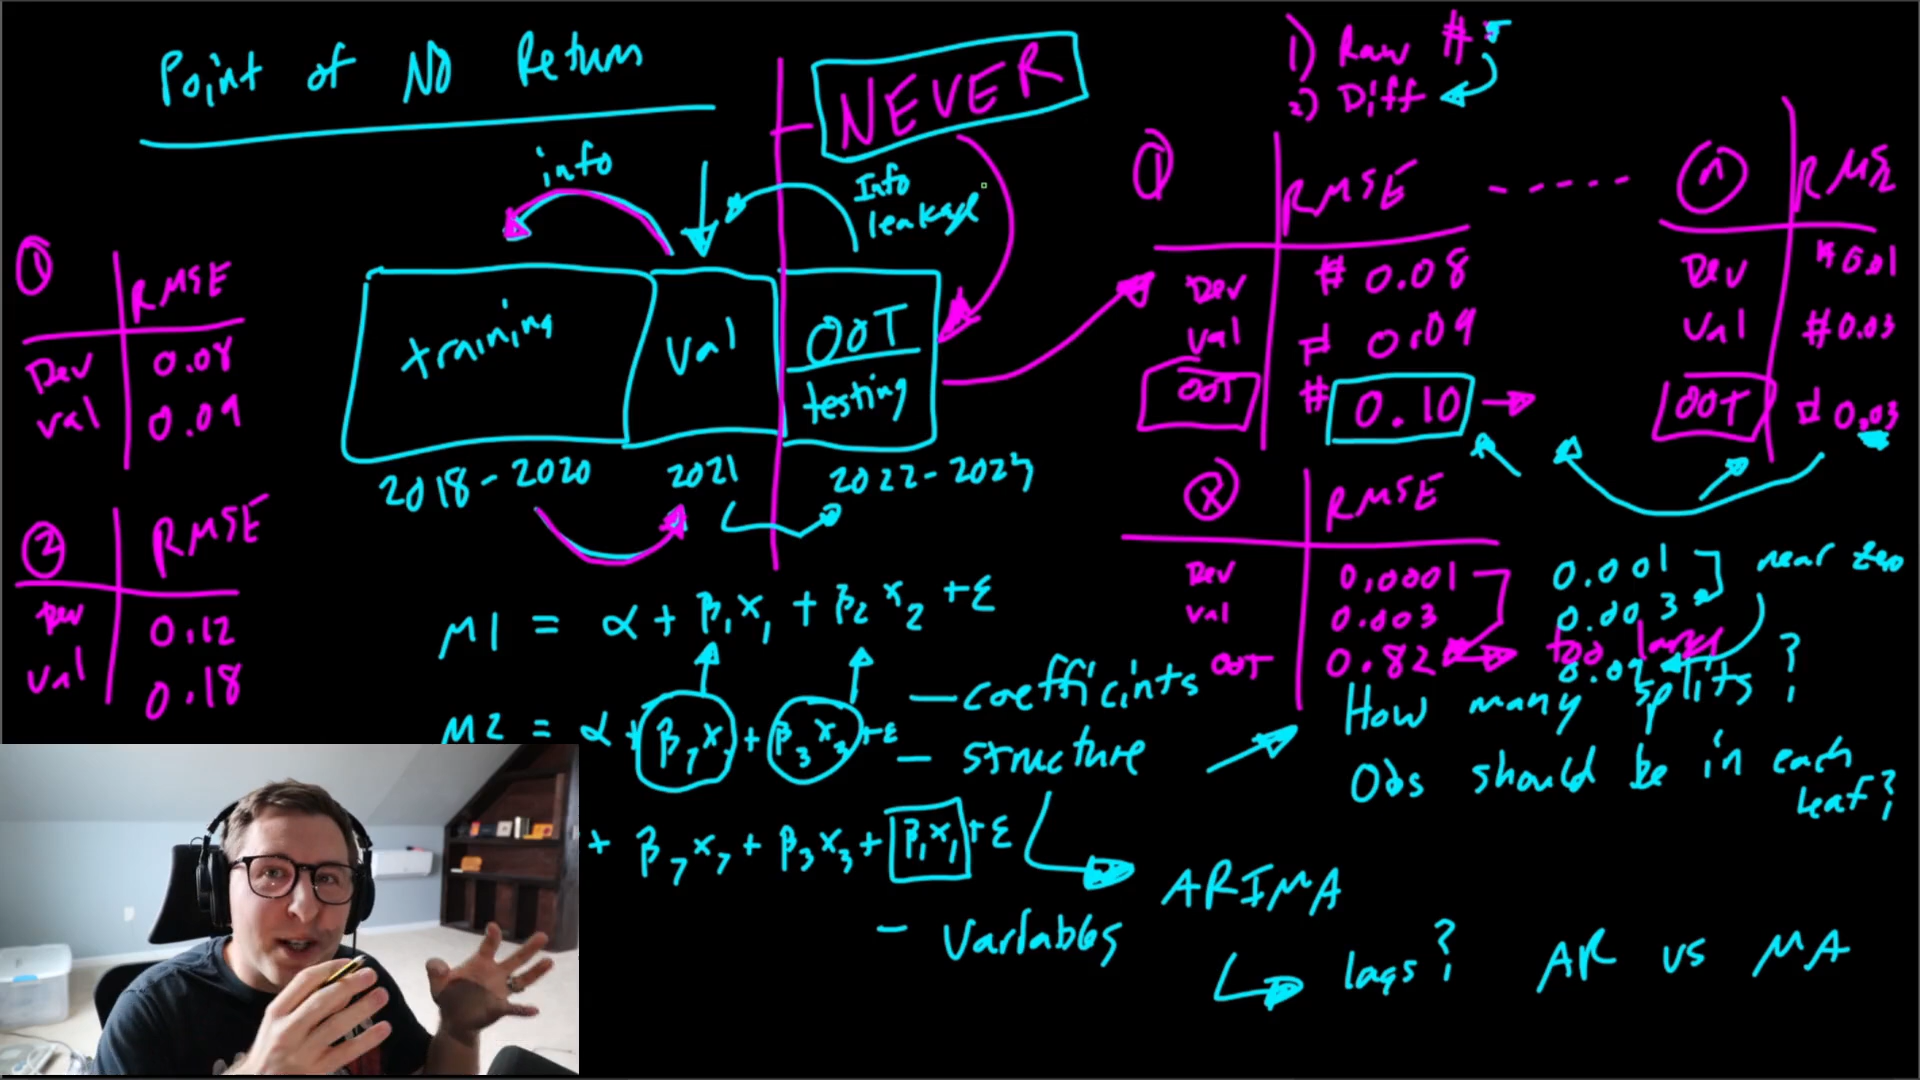 Point of NO Return
NEVER
1) Raw #s
2) Diff
info
Info
leakage
training
Val
OOT
testing
2018-2020
2021
2022-2023
1
RMSE
Dev 0.08
Val 0.09
2
RMSE
Dev 0.12
Val 0.18
1
RMSE
Dev # 0.08
Val # 0.09
OOT # 0.10
n
RMSE
Dev # 0.01
Val # 0.03
OOT # 0.03
RMSE
Dev 0.0001
Val 0.003
OOT 0.82
too large
0.001
0.003
near zero
M1 = α + β1X1 + β2X2 + ε
M2 = α + β7X7 + β3X3 + ε
+ β7X7 + β3X3 + β1X1 + ε
- coefficints
- structure
- Variables
How many splits?
Obs should be in each
leaf?
ARIMA
lags? AR vs MA